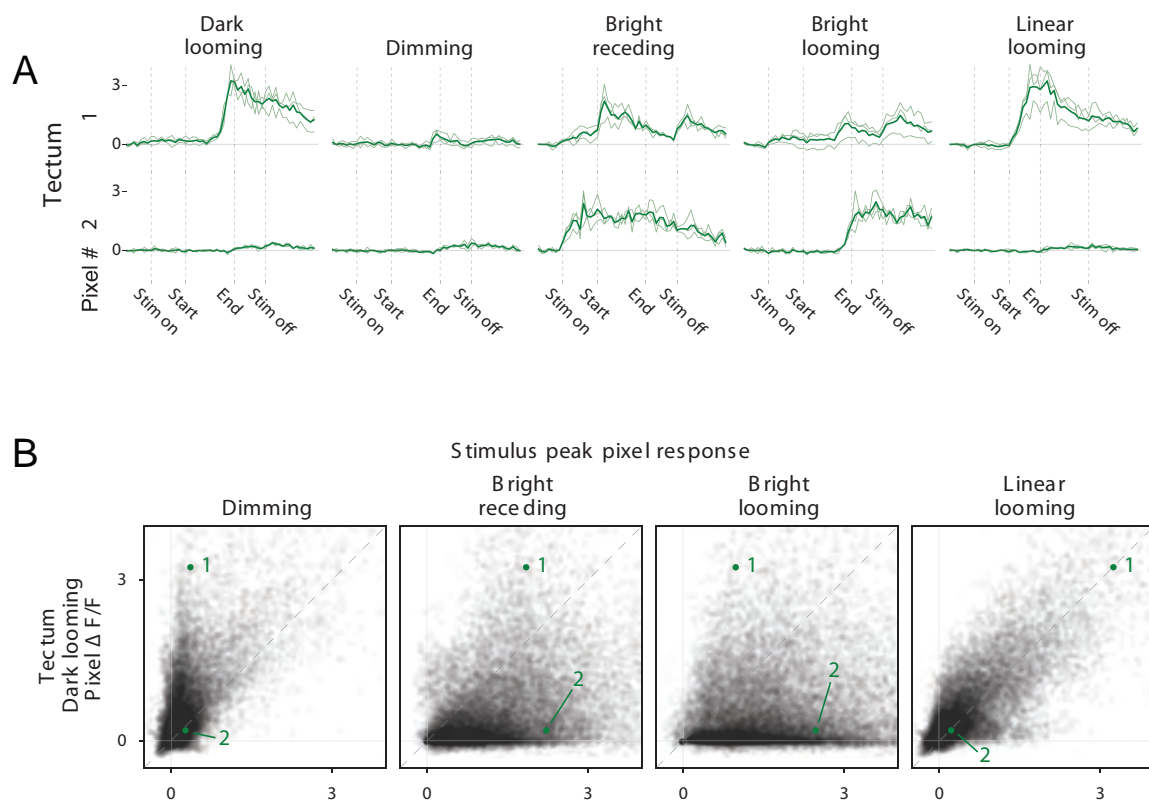 A
Dark
looming
Dimming
Bright
receding
Bright
looming
Linear
looming
Tectum
Pixel #
1
3
0
2
3
0
Stim on
Start
End
Stim off
Stim on
Start
End
Stim off
Stim on
Start
End
Stim off
Stim on
Start
End
Stim off
Stim on
Start
End
Stim off
B
Stimulus peak pixel response
Dimming
Bright
receding
Bright
looming
Linear
looming
Tectum
Dark looming
Pixel Δ F/F
3
0
1
2
1
2
1
2
1
2
0
3
0
3
0
3
0
3